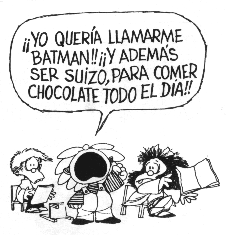 ¡¡YO QUERÍA LLAMARME
BATMAN!! ¡¡Y ADEMÁS
SER SUIZO, PARA COMER
CHOCOLATE TODO EL DÍA!!